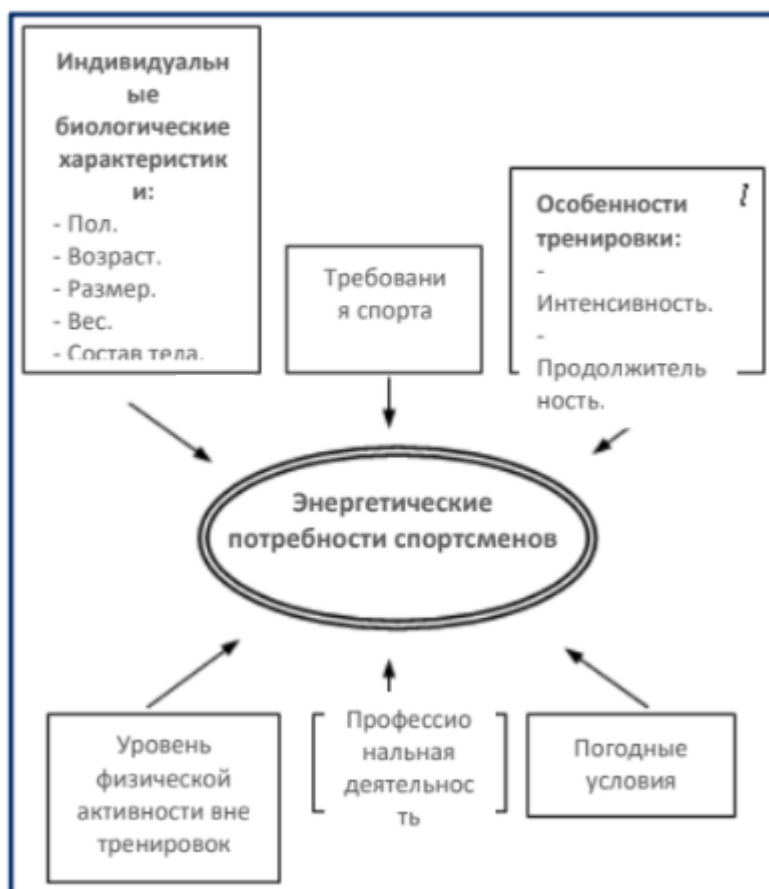 Индивидуальн
ые
биологические
характеристик
и:
- Пол.
- Возраст.
- Размер.
- Вес.
- Состав тела.
Требовани
я спорта
Особенности
тренировки:
-
Интенсивность.
-
Продолжитель
ность.
Энергетические
потребности спортсменов
Уровень
физической
активности вне
тренировок
Профессио
нальная
деятельнос
ть
Погодные
условия